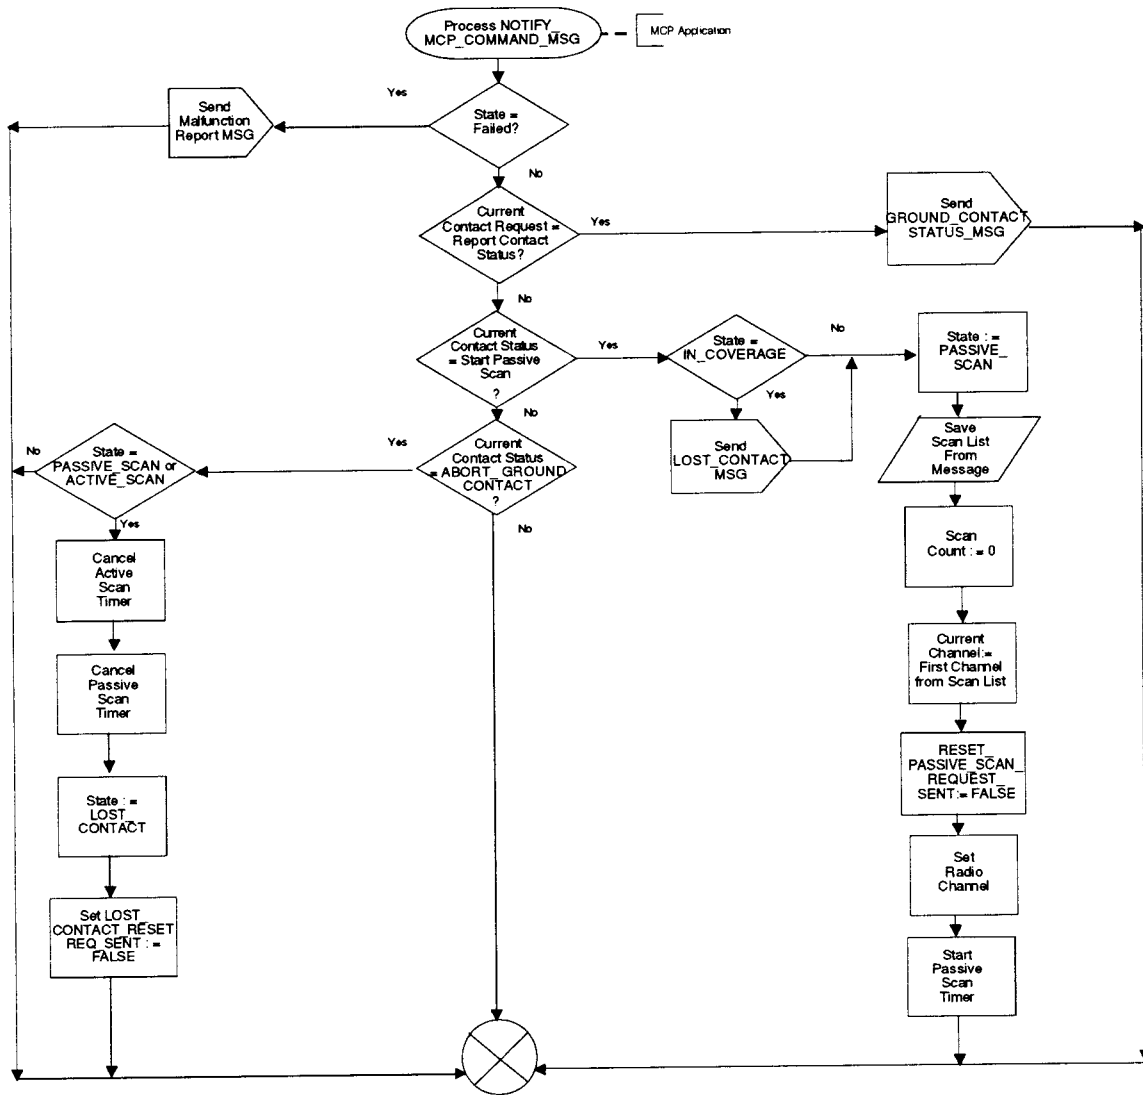 Process NOTIFY_
MCP_COMMAND_MSG
MCP Application
Yes
State =
Failed?
Send
Malfunction
Report MSG
No
Current
Contact Request =
Report Contact
Status?
Yes
Send
GROUND_CONTACT
STATUS_MSG
No
Current
Contact Status
= Start Passive
Scan
?
Yes
State =
IN_COVERAGE
No
State : =
PASSIVE_
SCAN
Yes
Send
LOST_CONTACT
MSG
Save
Scan List
From
Message
No
Current
Contact Status
= ABORT_GROUND
CONTACT
?
Yes
No
State =
PASSIVE_SCAN or
ACTIVE_SCAN
No
Yes
Cancel
Active
Scan
Timer
Cancel
Passive
Scan
Timer
State : =
LOST_
CONTACT
Set LOST_
CONTACT_RESET
REQ_SENT : =
FALSE
Scan
Count : = 0
Current
Channel:=
First Channel
from Scan List
RESET_
PASSIVE_SCAN_
REQUEST_
SENT:= FALSE
Set
Radio
Channel
Start
Passive
Scan
Timer